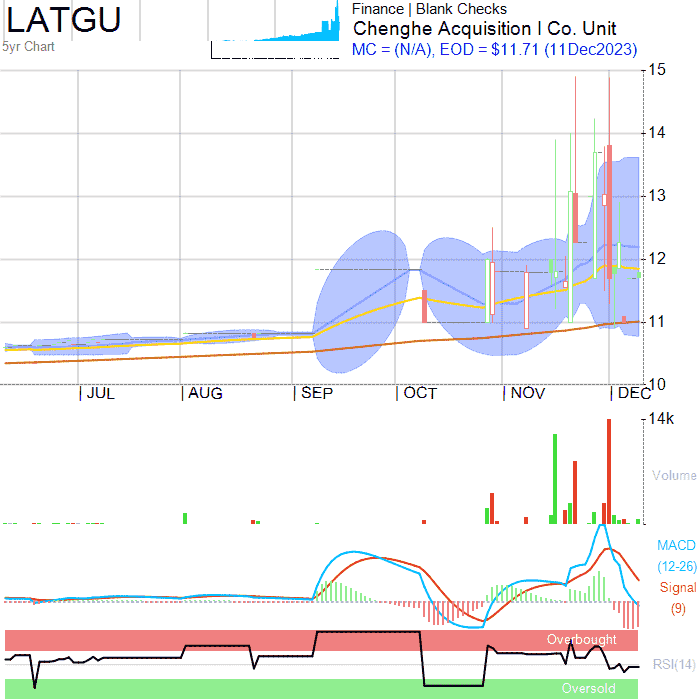 LATGU
Finance | Blank Checks
Chenghe Acquisition I Co. Unit
5yr Chart
MC = (N/A), EOD = $11.71 (11Dec2023)
15
14
13
12
11
10
JUL AUG SEP OCT NOV DEC
14k
Volume
MACD
(12-26)
Signal
(9)
Overbought
RSI(14)
Oversold